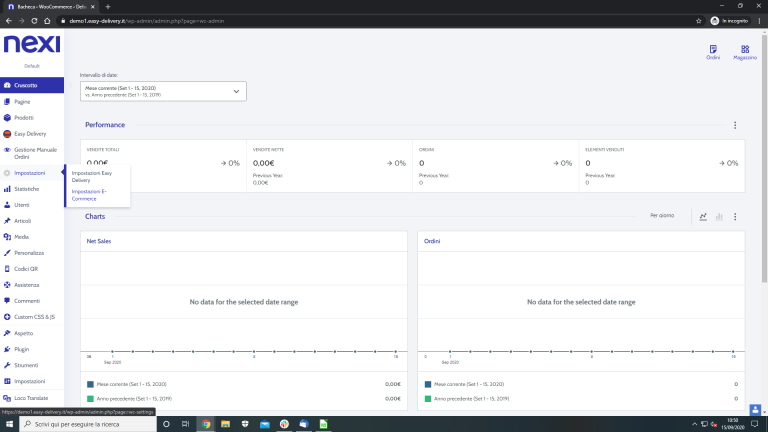 Bacheca ‹ WooCommerce ‹ Deliv
demo1.easy-delivery.it/wp-admin/admin.php?page=wc-admin
In incognito
nexi
Default
Cruscotto
Pagine
Prodotti
Easy Delivery
Gestione Manuale
Ordini
Impostazioni
Statistiche
Utenti
Articoli
Media
Personalizza
Codici QR
Assistenza
Commenti
Custom CSS & JS
Aspetto
Plugin
Strumenti
Impostazioni
Loco Translate
Impostazioni Easy
Delivery
Impostazioni E-
Commerce
Ordini
Magazzino
Intervallo di date:
Mese corrente (Set 1 - 15, 2020)
vs. Anno precedente (Set 1 - 15, 2019)
Performance
VENDITE TOTALI
0,00€
0%
VENDITE NETTE
0,00€
0%
Previous Year:
0,00€
ORDINI
0
0%
Previous Year:
0
ELEMENTI VENDUTI
0
0%
Previous Year:
0
Charts
Per giorno
Net Sales
No data for the selected date range
1
8
15
Sep 2020
Mese corrente (Set 1 - 15, 2020)
0,00€
Anno precedente (Set 1 - 15, 2019)
0,00€
Ordini
No data for the selected date range
0
1
8
15
Sep 2020
Mese corrente (Set 1 - 15, 2020)
0
Anno precedente (Set 1 - 15, 2019)
0
https://demo1.easy-delivery.it/wp-admin/admin.php?page=wc-settings
Scrivi qui per eseguire la ricerca
10:50
15/09/2020